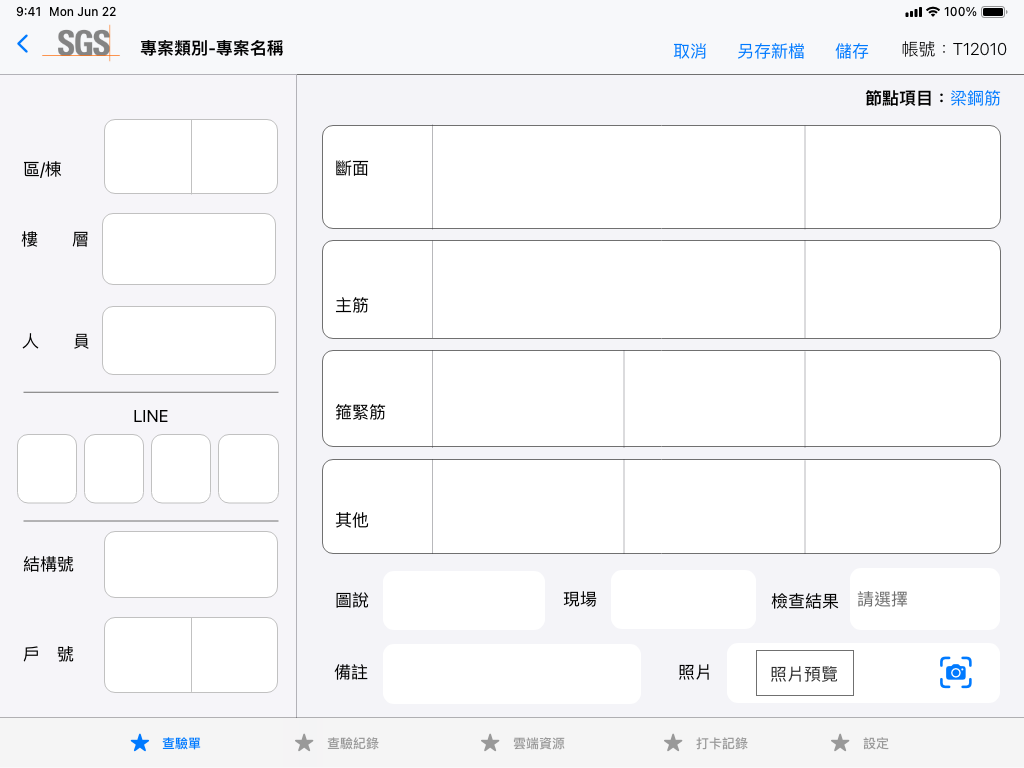 9:41 Mon Jun 22
100%
SGS
專案類別-專案名稱
取消
另存新檔
儲存
帳號：T12010
節點項目：梁鋼筋
區/棟
樓 層
人 員
LINE
結構號
戶 號
斷面
主筋
箍緊筋
其他
圖說
現場
檢查結果
請選擇
備註
照片
照片預覽
查驗單
查驗紀錄
雲端資源
打卡記錄
設定